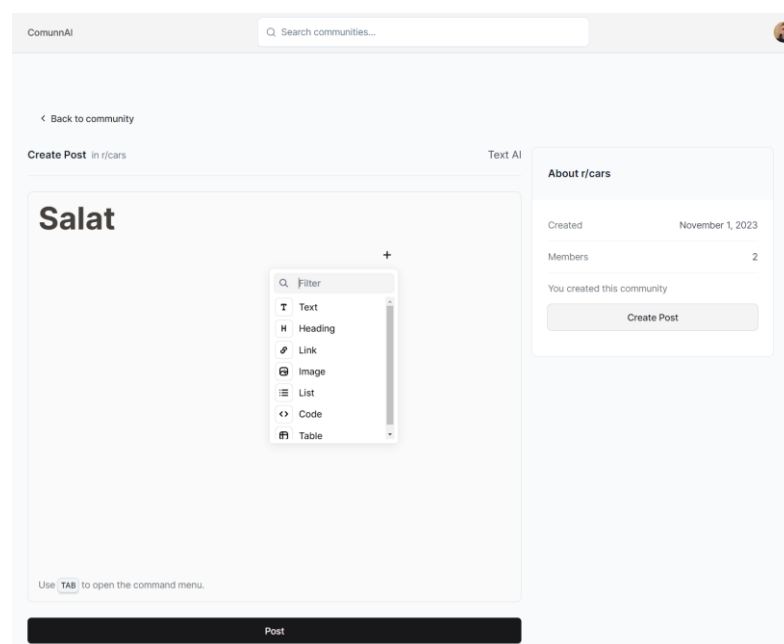 ComunnAI
Search communities...
Back to community
Create Post in r/cars
Text AI
Salat
Filter
Text
Heading
Link
Image
List
Code
Table
Use TAB to open the command menu.
Post
About r/cars
Created November 1, 2023
Members 2
You created this community
Create Post